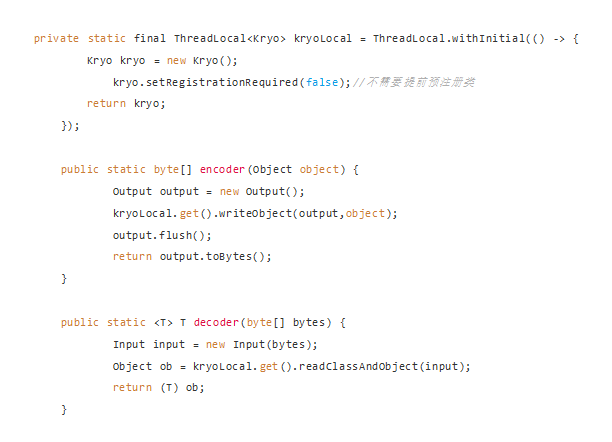 private static final ThreadLocal<Kryo> kryoLocal = ThreadLocal.withInitial(() -> {
Kryo kryo = new Kryo();
kryo.setRegistrationRequired(false);//不需要提前预注册类
return kryo;
});
public static byte[] encoder(Object object) {
Output output = new Output();
kryoLocal.get().writeObject(output,object);
output.flush();
return output.toBytes();
}
public static <T> T decoder(byte[] bytes) {
Input input = new Input(bytes);
Object ob = kryoLocal.get().readClassAndObject(input);
return (T) ob;
}